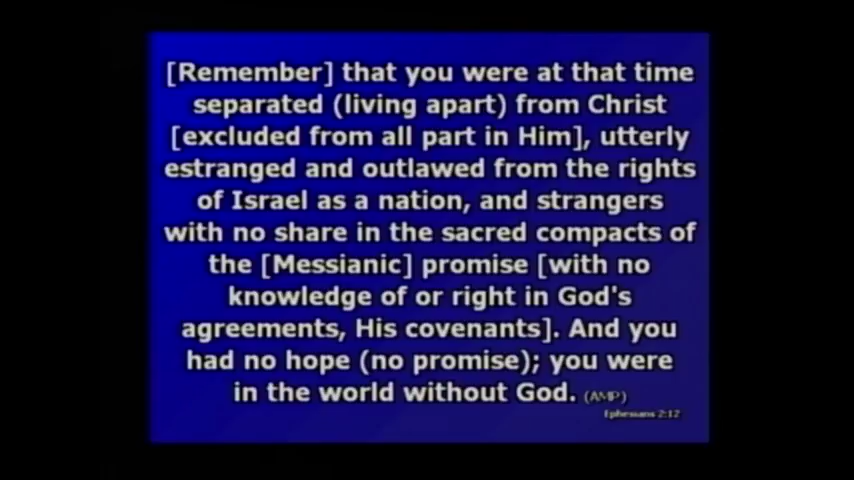 [Remember] that you were at that time
separated (living apart) from Christ
[excluded from all part in Him], utterly
estranged and outlawed from the rights
of Israel as a nation, and strangers
with no share in the sacred compacts of
the [Messianic] promise [with no
knowledge of or right in God's
agreements, His covenants]. And you
had no hope (no promise); you were
in the world without God. (AMP)
Ephesians 2:12